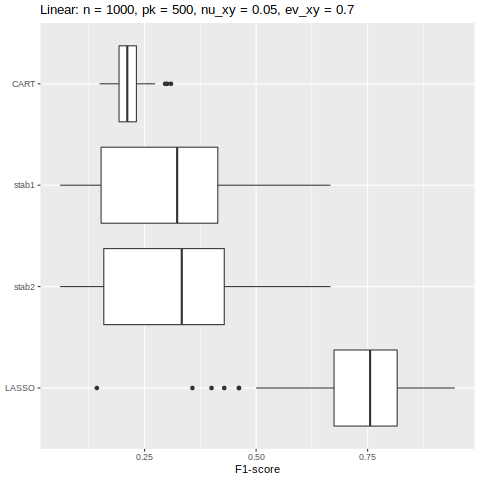 Linear: n = 1000, pk = 500, nu_xy = 0.05, ev_xy = 0.7
CART
stab1
stab2
LASSO
0.25 0.50 0.75
F1-score